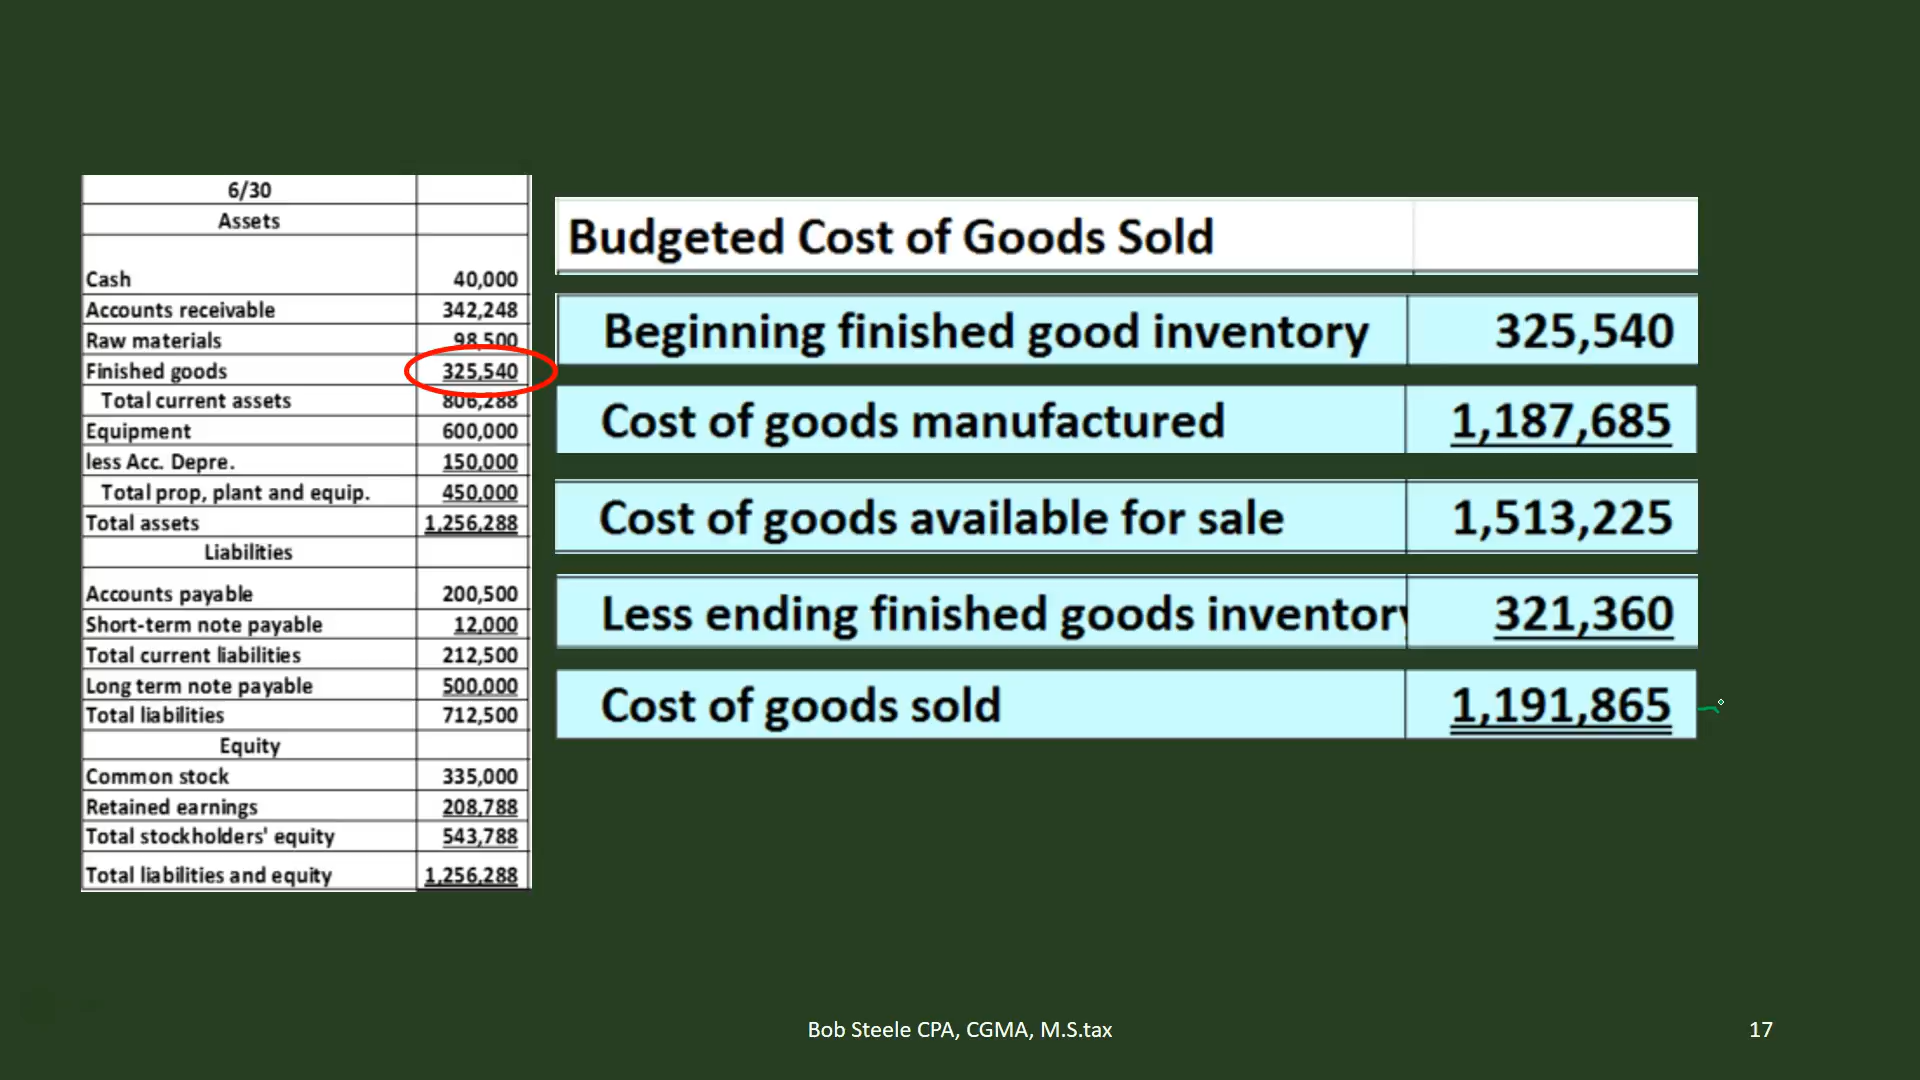 6/30
Assets
Cash 40,000
Accounts receivable 342,248
Raw materials 98,500
Finished goods 325,540
Total current assets 806,288
Equipment 600,000
less Acc. Depre. 150,000
Total prop, plant and equip. 450,000
Total assets 1,256,288
Liabilities
Accounts payable 200,500
Short-term note payable 12,000
Total current liabilities 212,500
Long term note payable 500,000
Total liabilities 712,500
Equity
Common stock 335,000
Retained earnings 208,788
Total stockholders' equity 543,788
Total liabilities and equity 1,256,288
Budgeted Cost of Goods Sold
Beginning finished good inventory 325,540
Cost of goods manufactured 1,187,685
Cost of goods available for sale 1,513,225
Less ending finished goods inventory 321,360
Cost of goods sold 1,191,865
Bob Steele CPA, CGMA, M.S.tax
17